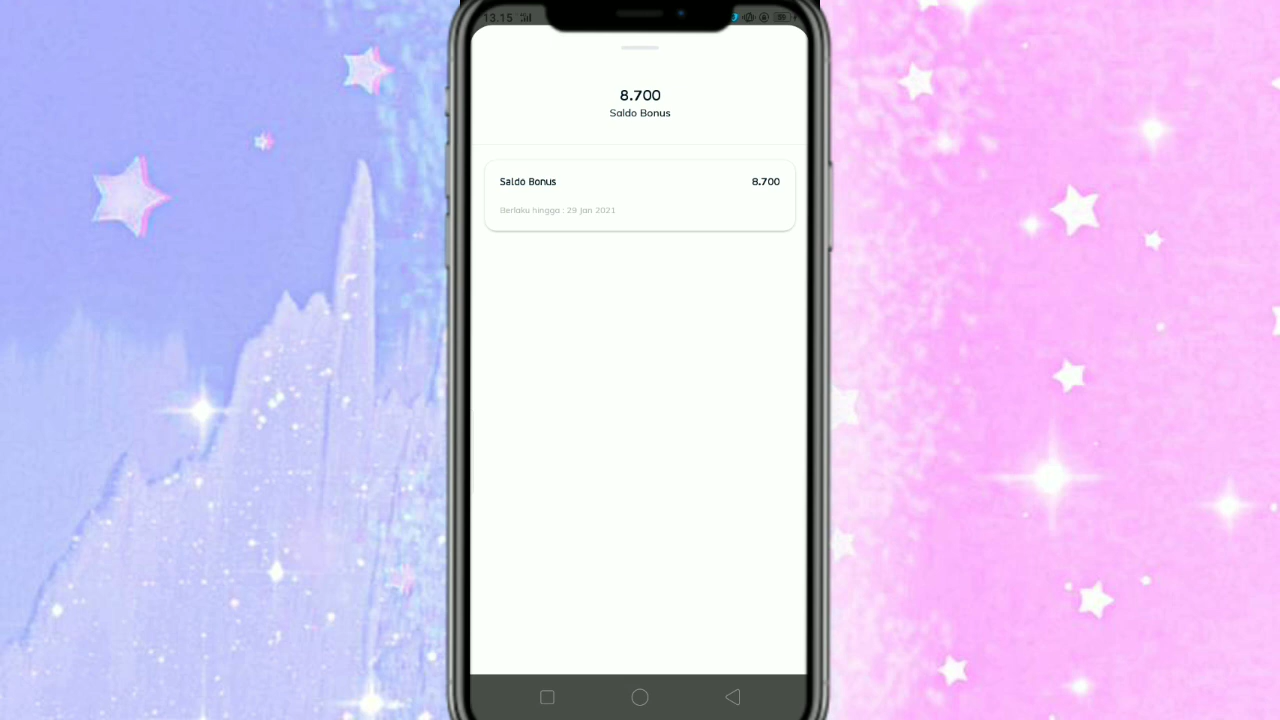 13.15
8.700
Saldo Bonus
Saldo Bonus 8.700
Berlaku hingga : 29 Jan 2021